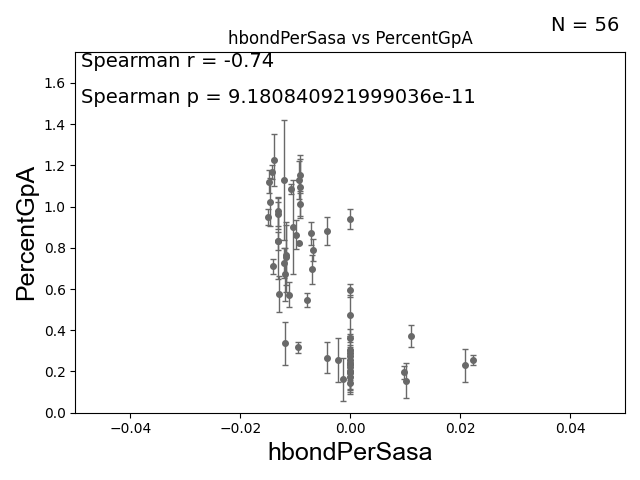 N = 56
hbondPerSasa vs PercentGpA
Spearman r = -0.74
Spearman p = 9.180840921999036e-11
PercentGpA
1.6
1.4
1.2
1.0
0.8
0.6
0.4
0.2
0.0
−0.04 −0.02 0.00 0.02 0.04
hbondPerSasa